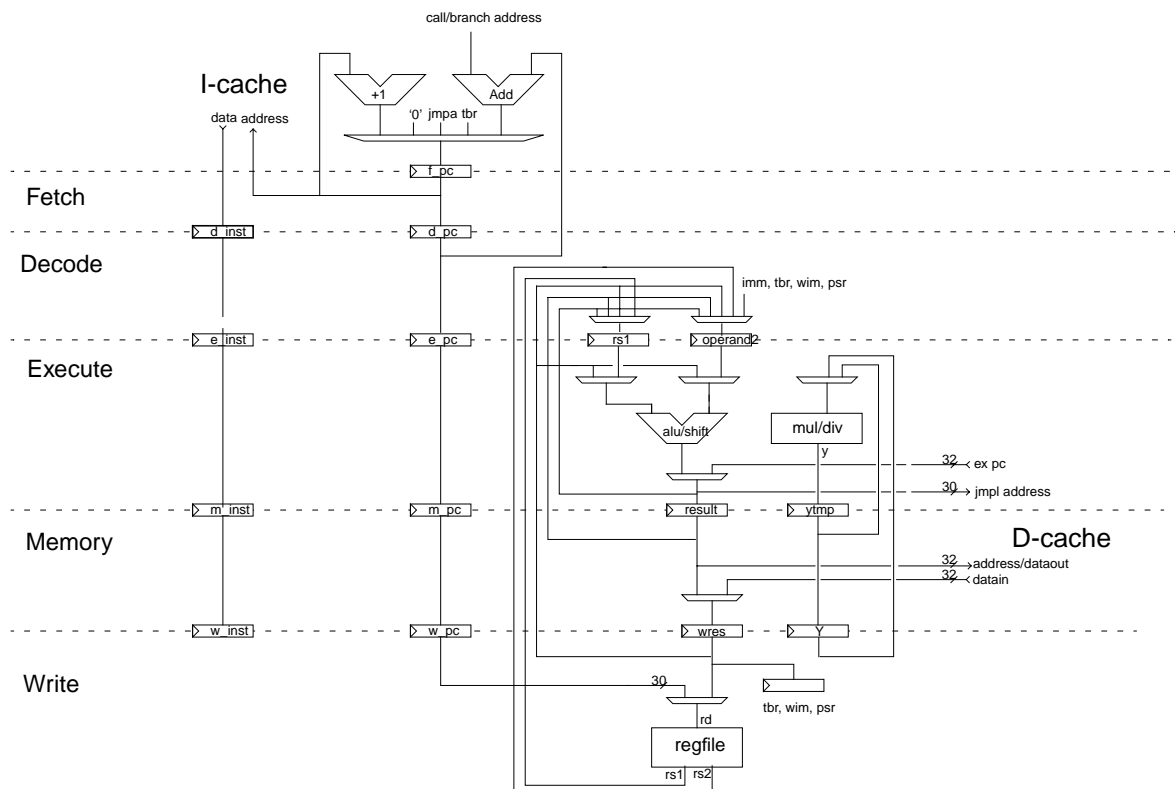 call/branch address
I-cache
+1
Add
data address
‘0’ jmpa tbr
f_pc
Fetch
d_inst
d_pc
Decode
imm, tbr, wim, psr
e_inst
e_pc
rs1
operand2
Execute
alu/shift
mul/div
y
32
ex pc
30
jmpl address
m_inst
m_pc
result
ytmp
Memory
D-cache
32
address/dataout
32
datain
w_inst
w_pc
wres
Y
Write
30
tbr, wim, psr
rd
regfile
rs1
rs2